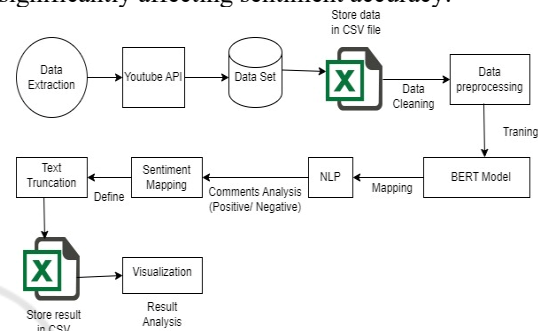 significantly affecting sentiment accuracy.
Store data
in CSV file
Data
Extraction
Youtube API
Data Set
X
Data
Cleaning
Data
preprocessing
Traning
Text
Truncation
Define
Sentiment
Mapping
Comments Analysis
(Positive/ Negative)
NLP
Mapping
BERT Model
X
Visualization
Store result
in CSV
Result
Analysis